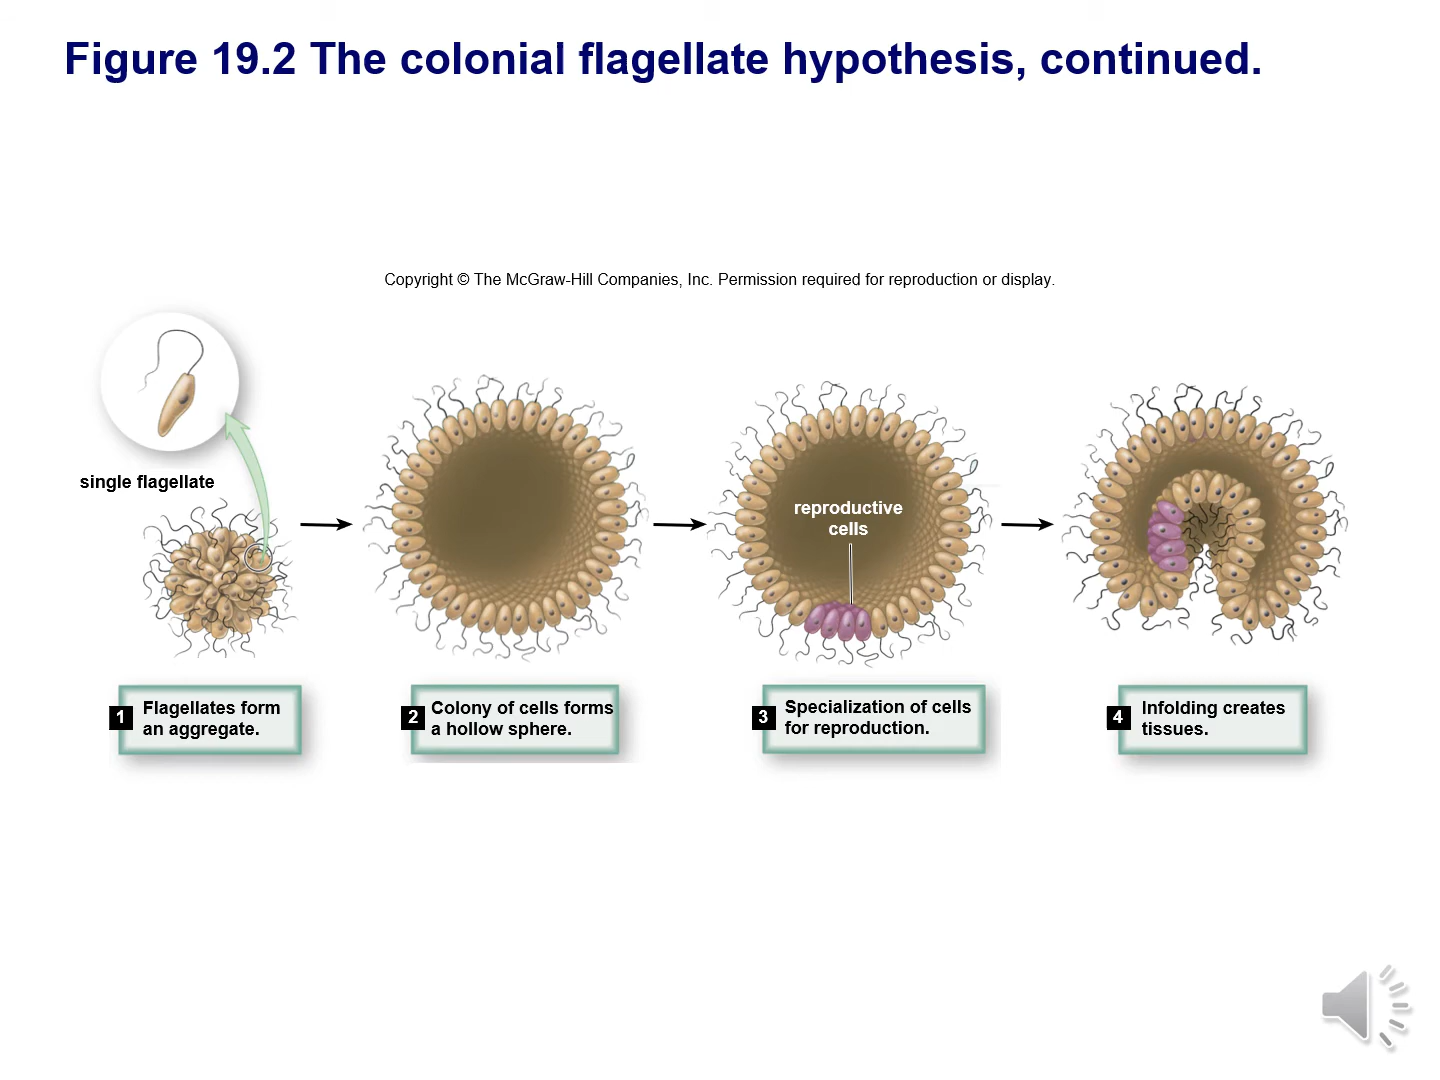 Figure 19.2 The colonial flagellate hypothesis, continued.
Copyright © The McGraw-Hill Companies, Inc. Permission required for reproduction or display.
single flagellate
reproductive
cells
1 Flagellates form
an aggregate.
2 Colony of cells forms
a hollow sphere.
3 Specialization of cells
for reproduction.
4 Infolding creates
tissues.